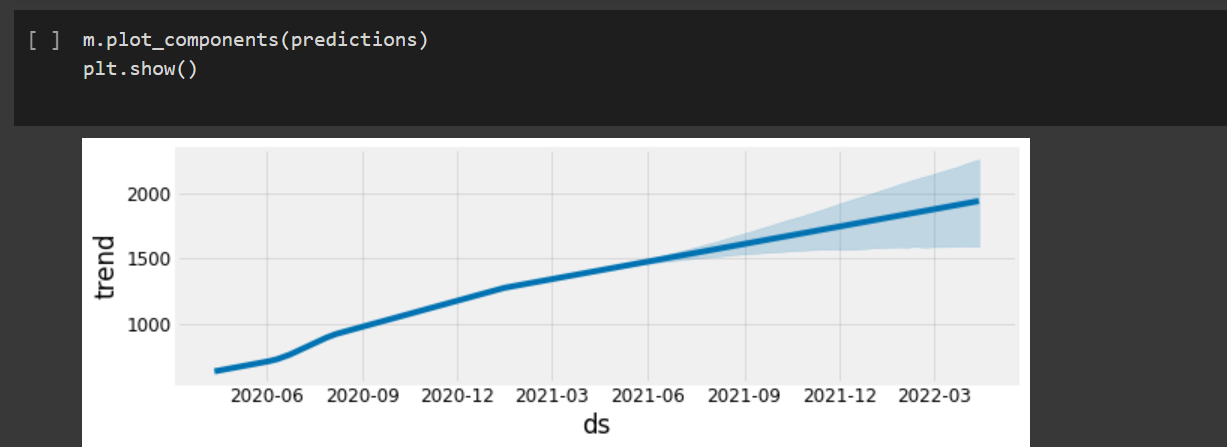 [ ] m.plot_components(predictions)
plt.show()
2000
1500
1000
trend
2020-06 2020-09 2020-12 2021-03 2021-06 2021-09 2021-12 2022-03
ds